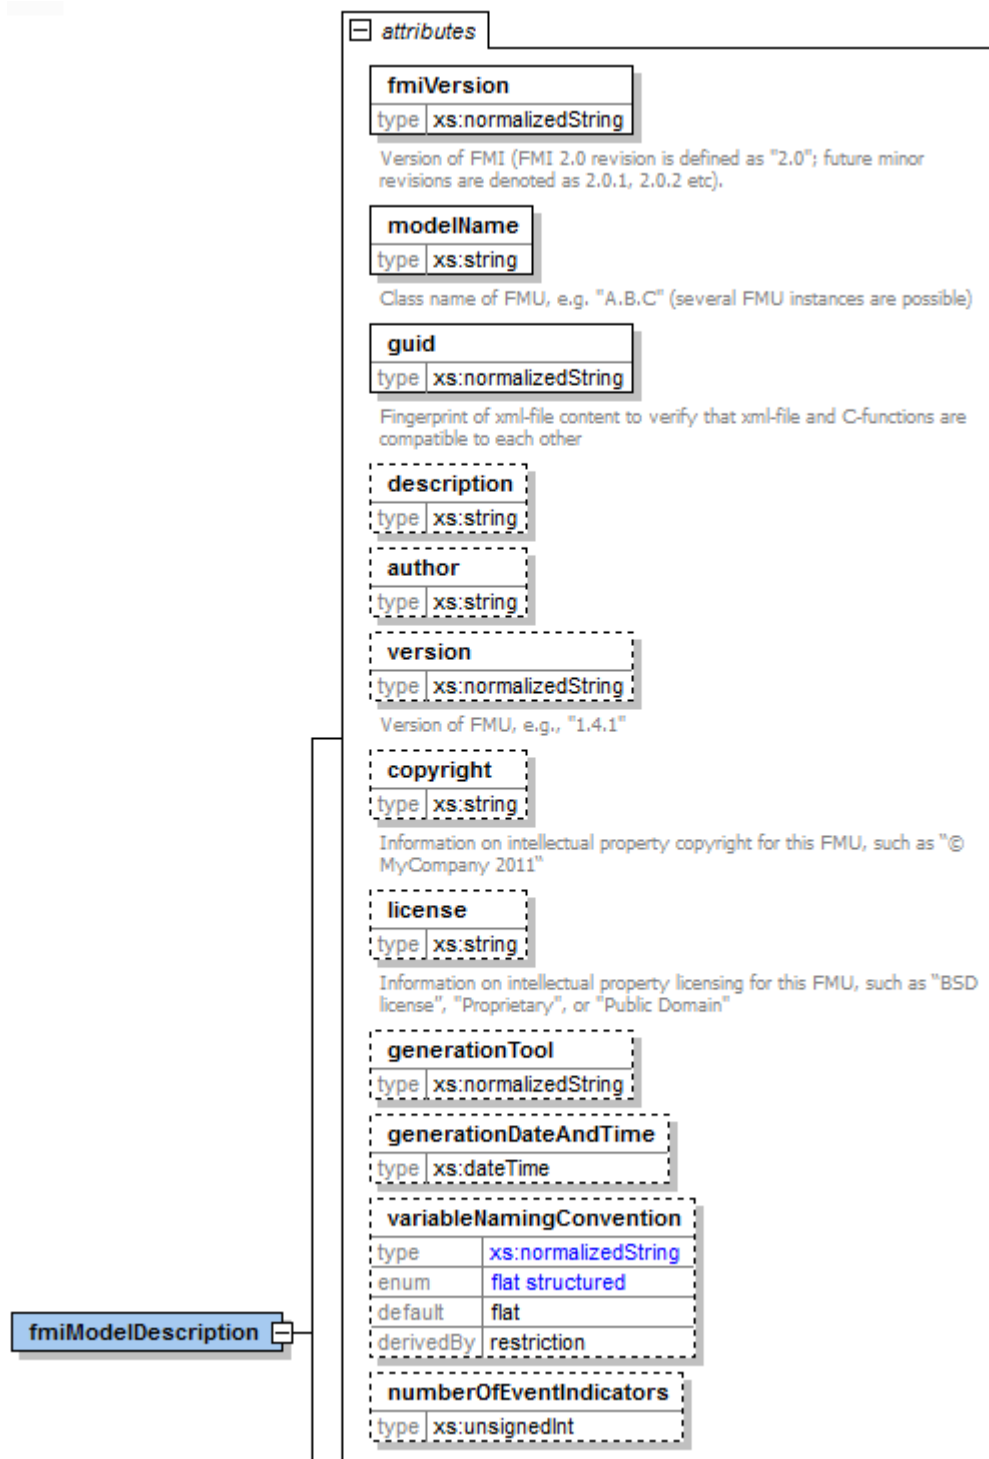 attributes
fmiVersion
type xs:normalizedString
Version of FMI (FMI 2.0 revision is defined as "2.0"; future minor
revisions are denoted as 2.0.1, 2.0.2 etc).
modelName
type xs:string
Class name of FMU, e.g. "A.B.C" (several FMU instances are possible)
guid
type xs:normalizedString
Fingerprint of xml-file content to verify that xml-file and C-functions are
compatible to each other
description
type xs:string
author
type xs:string
version
type xs:normalizedString
Version of FMU, e.g., "1.4.1"
copyright
type xs:string
Information on intellectual property copyright for this FMU, such as “©
MyCompany 2011“
license
type xs:string
Information on intellectual property licensing for this FMU, such as “BSD
license”, "Proprietary", or "Public Domain"
generationTool
type xs:normalizedString
generationDateAndTime
type xs:dateTime
variableNamingConvention
type xs:normalizedString
enum flat structured
default flat
derivedBy restriction
fmiModelDescription
numberOfEventIndicators
type xs:unsignedInt